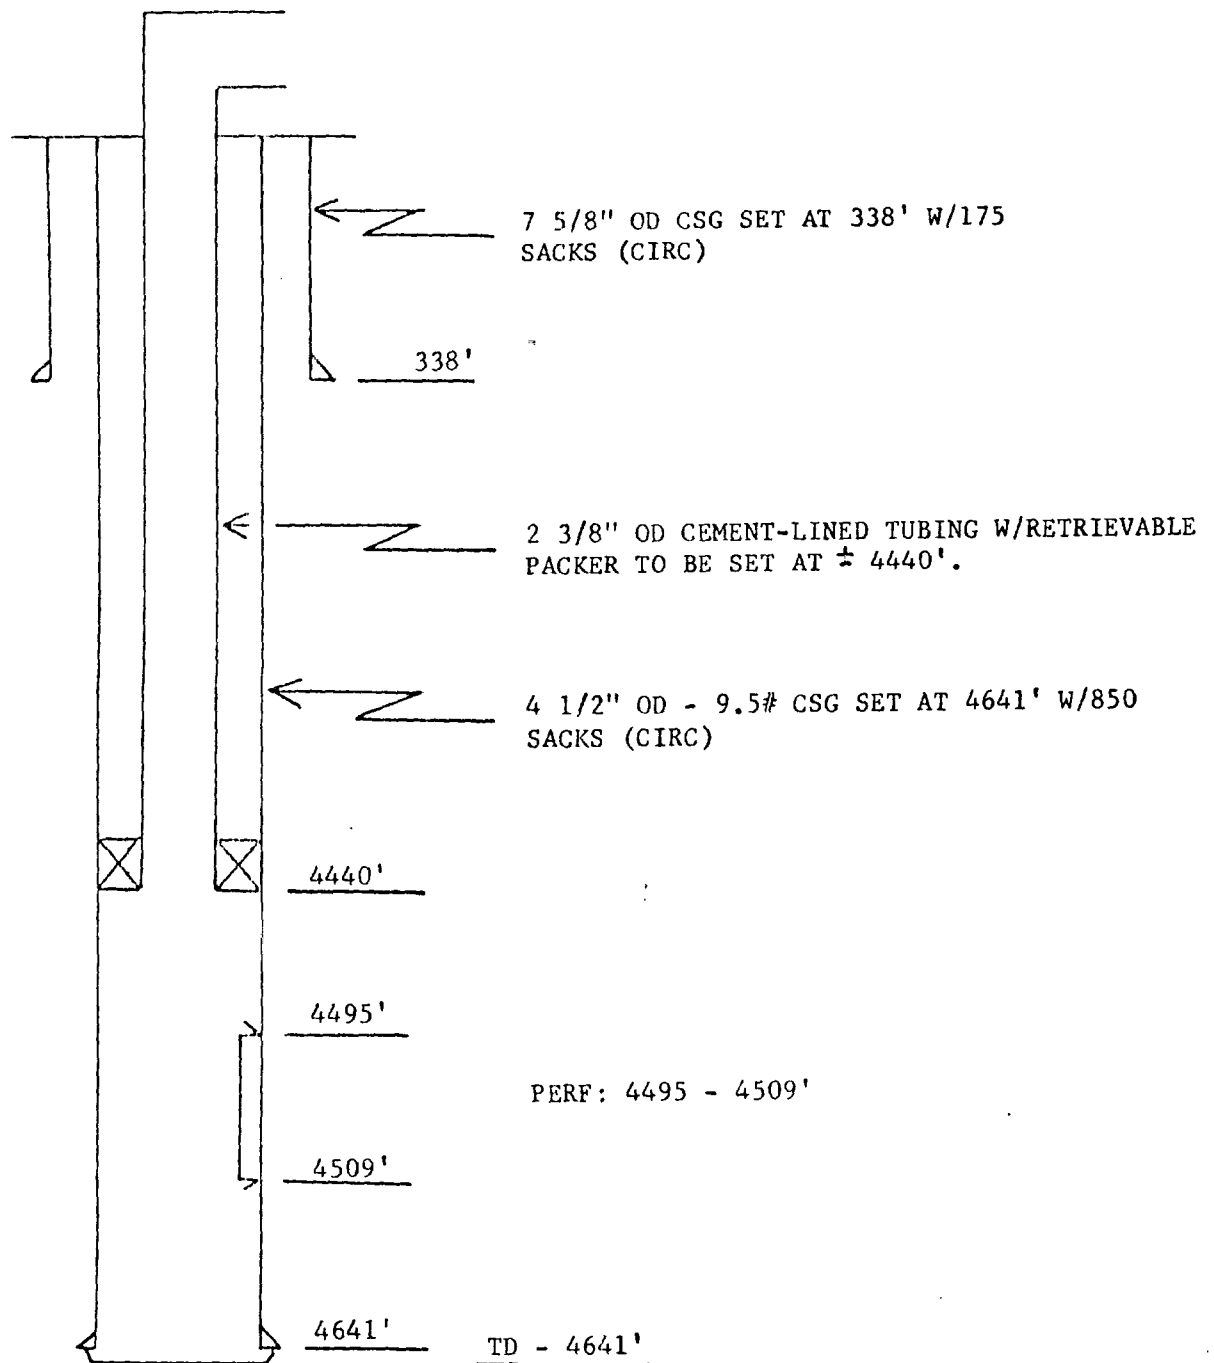 7 5/8" OD CSG SET AT 338' W/175
SACKS (CIRC)
338'
2 3/8" OD CEMENT-LINED TUBING W/RETRIEVABLE
PACKER TO BE SET AT ± 4440'.
4 1/2" OD - 9.5# CSG SET AT 4641' W/850
SACKS (CIRC)
4440'
4495'
PERF: 4495 - 4509'
4509'
4641'
TD - 4641'